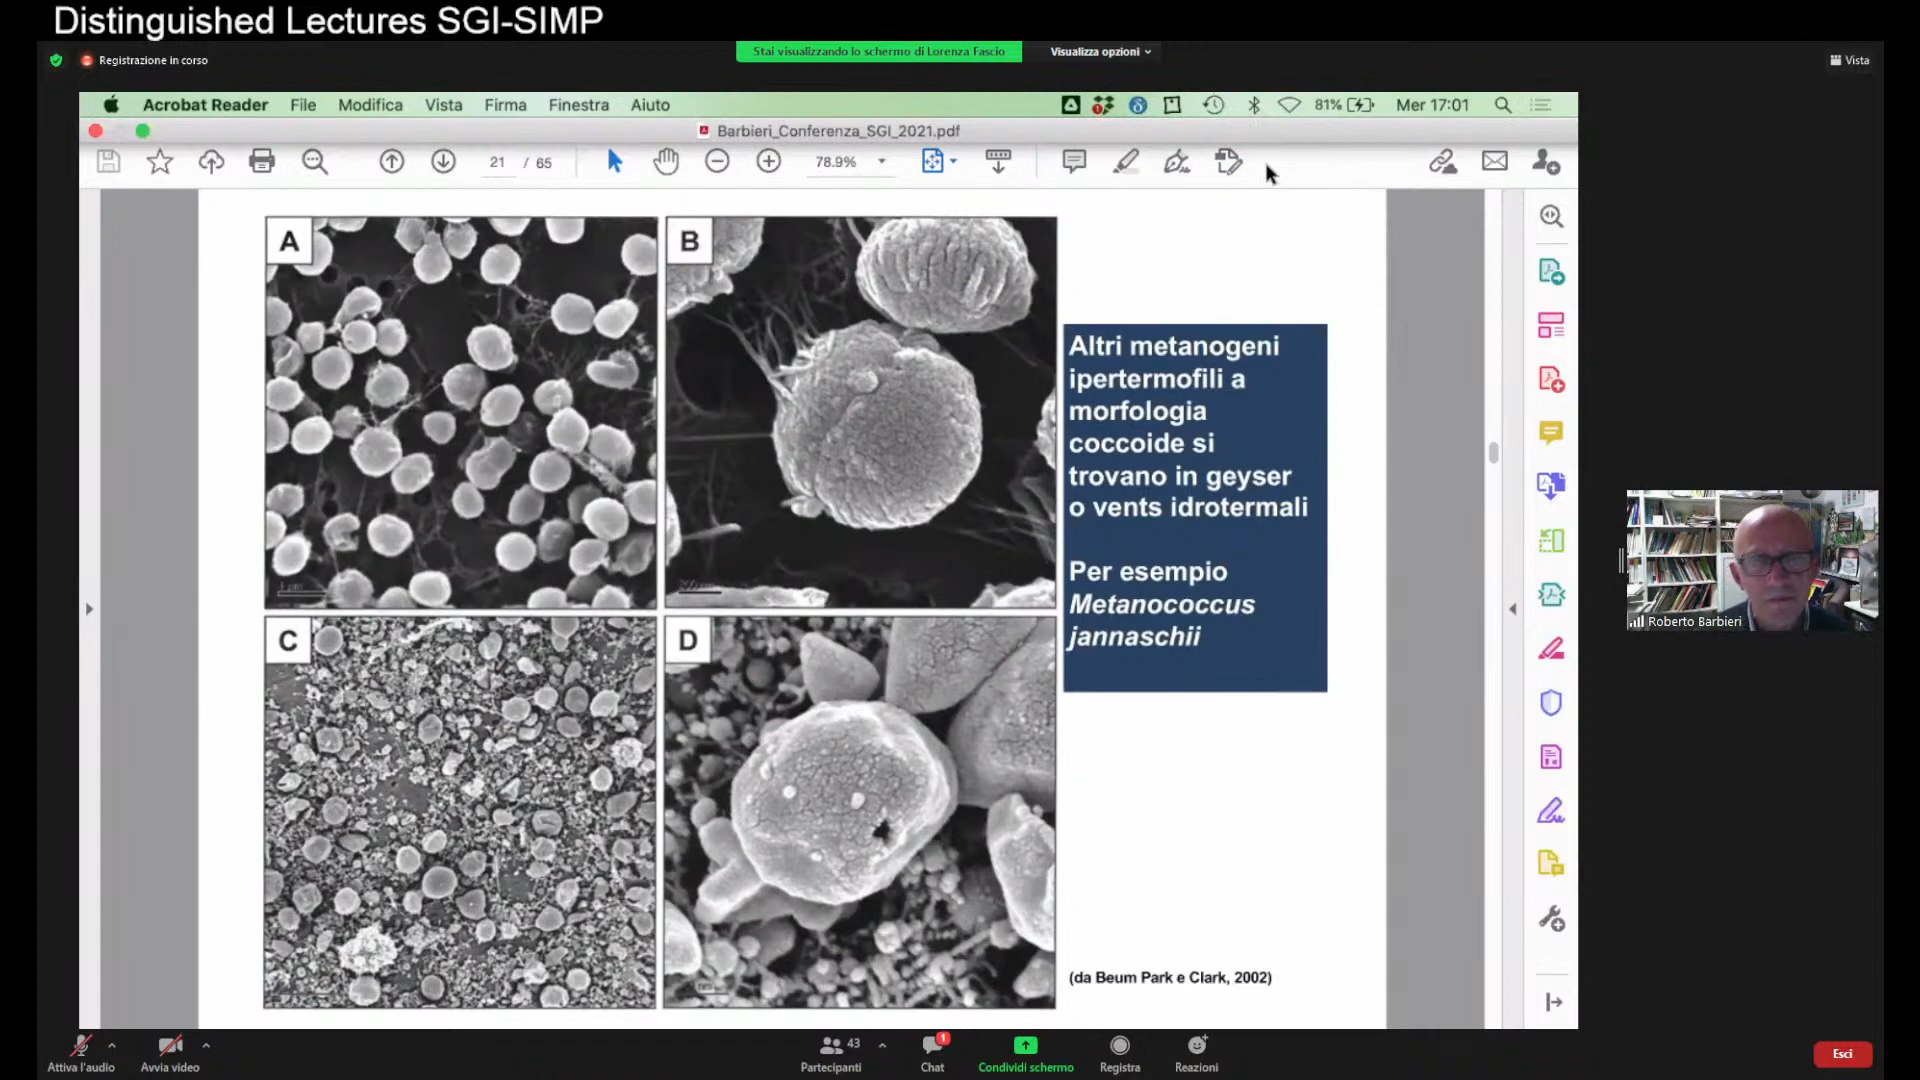 Distinguished Lectures SGI-SIMP
Stai visualizzando lo schermo di Lorenza Fascio
Visualizza opzioni
Registrazione in corso
Vista
Acrobat Reader File Modifica Vista Firma Finestra Aiuto
81% Mer 17:01
Barbieri_Conferenza_SGI_2021.pdf
21 / 65
78.9%
A
B
Altri metanogeni
ipertermofili a
morfologia
coccoide si
trovano in geyser
o vents idrotermali
Per esempio
Metanococcus
jannaschii
C
D
(da Beum Park e Clark, 2002)
Roberto Barbieri
Attiva l'audio
Avvia video
43
Partecipanti
1
Chat
Condividi schermo
Registra
Reazioni
Esci